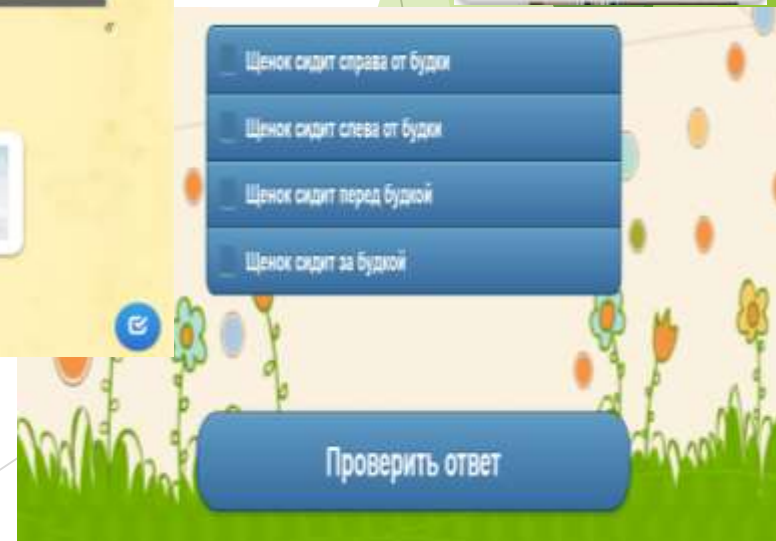 Щенок сидит справа от будки
Щенок сидит слева от будки
Щенок сидит перед будкой
Щенок сидит за будкой
Проверить ответ